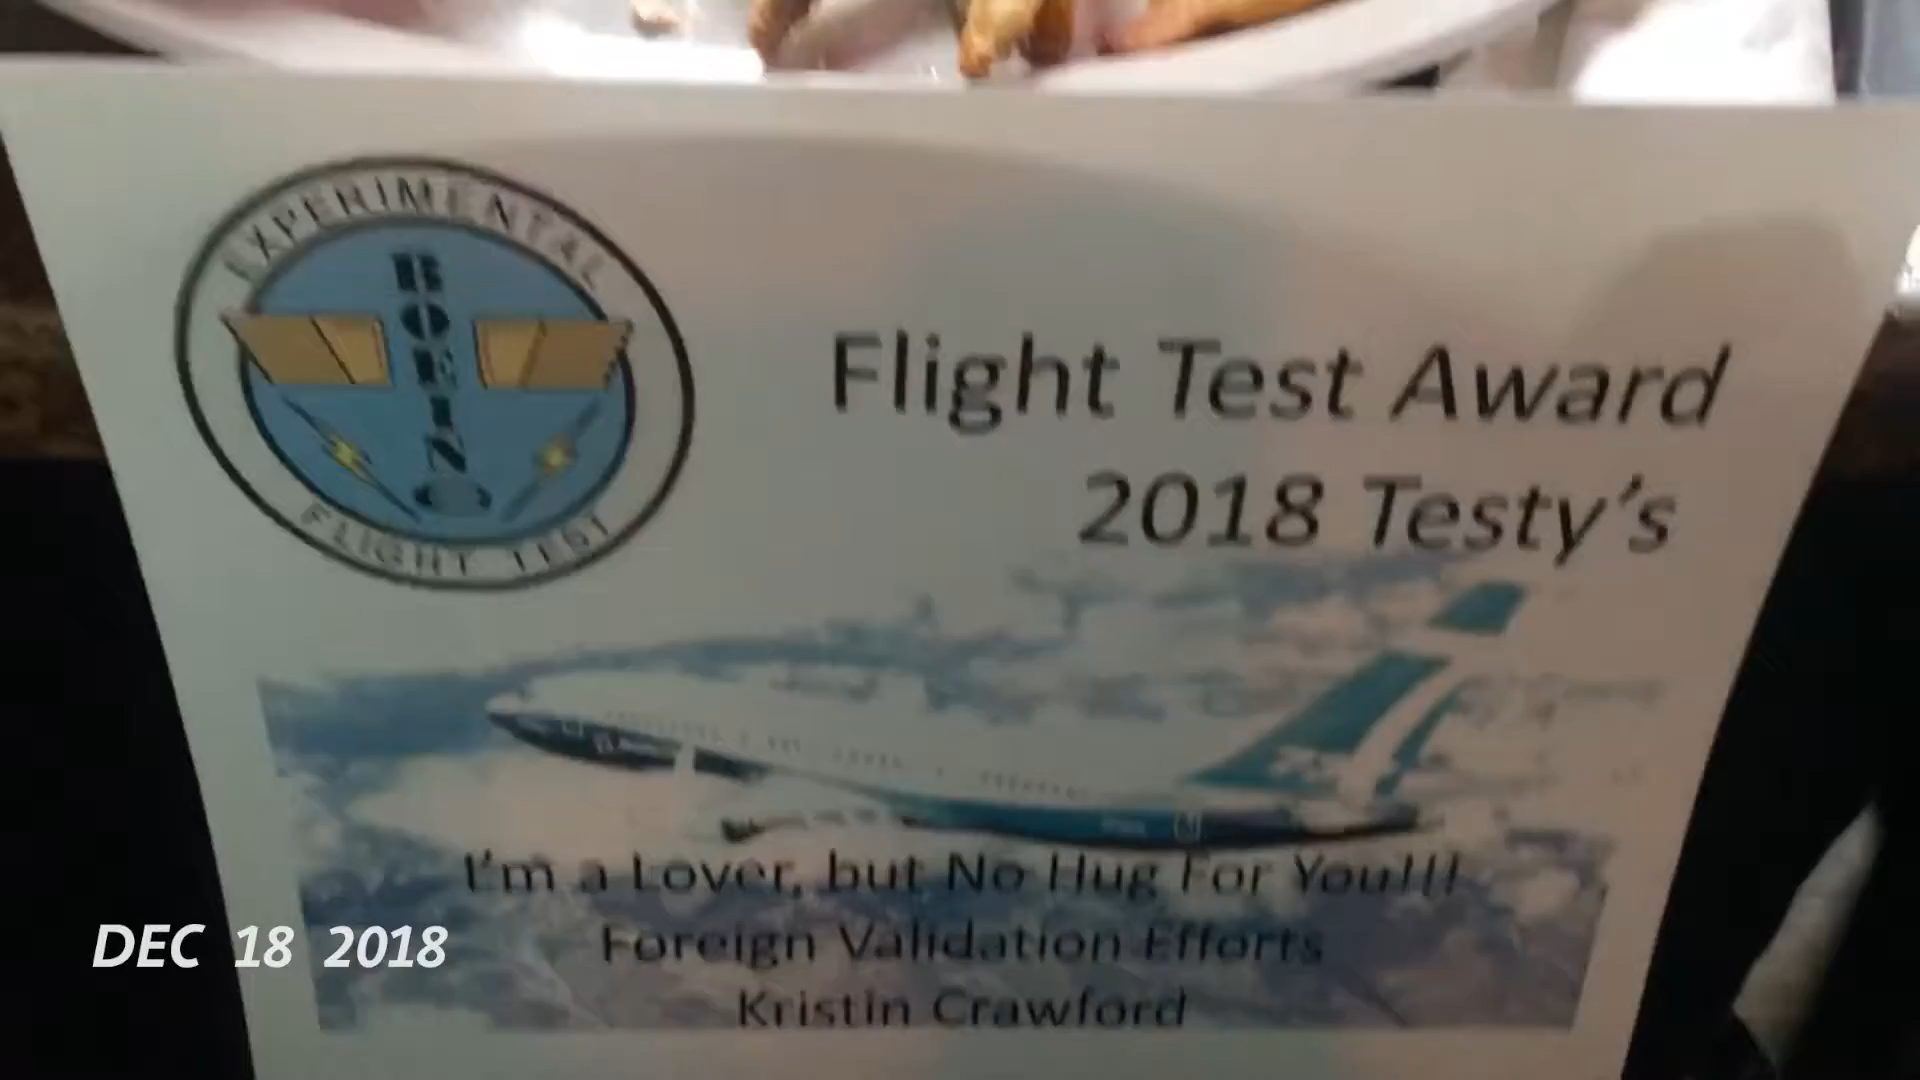 EXPERIMENTAL
BOEING
FLIGHT TEST
Flight Test Award
2018 Testy's
I'm a Lover, but No Hug For You!!!
Foreign Validation Efforts
Kristin Crawford
DEC 18 2018